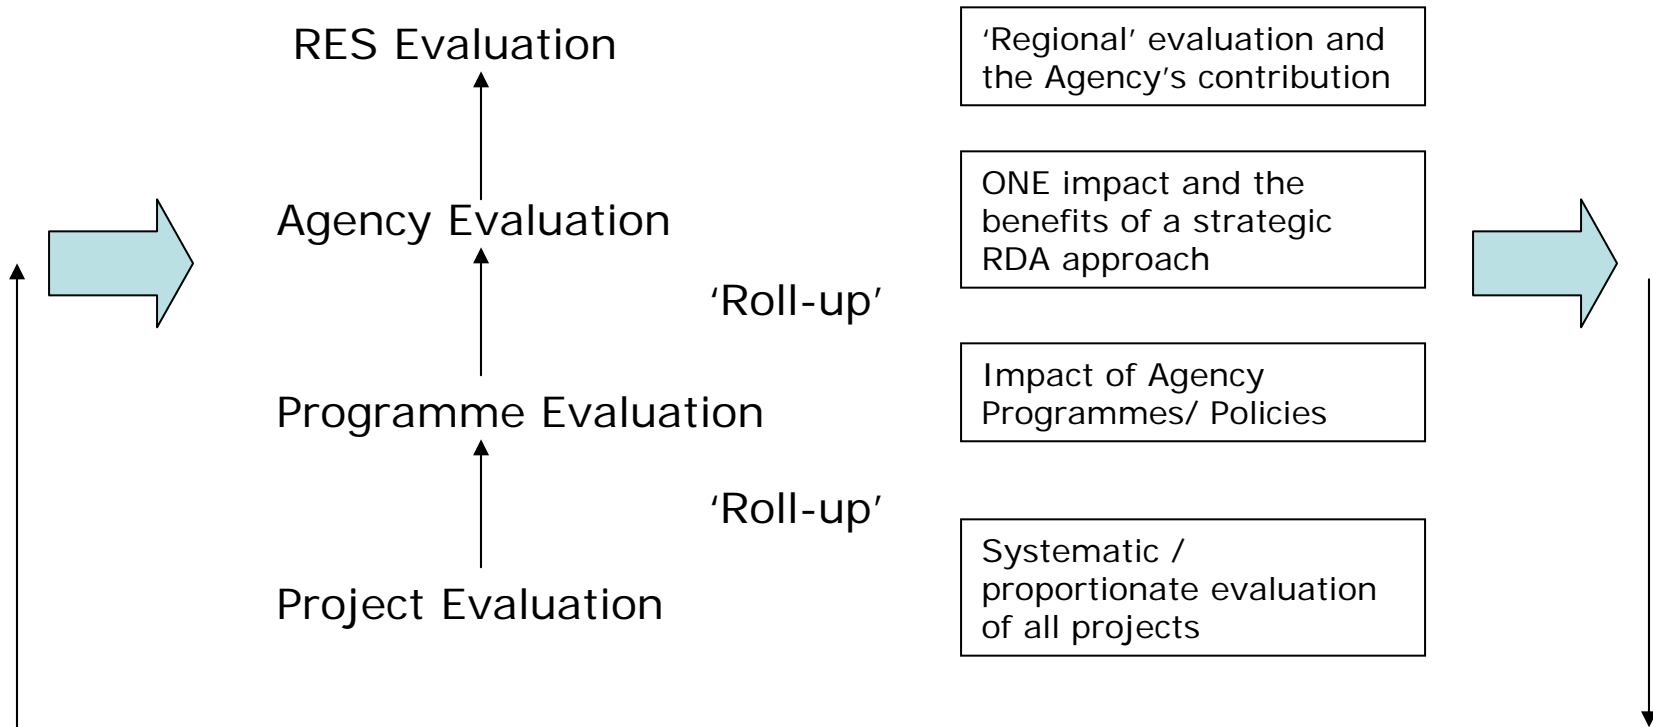 RES Evaluation
'Regional' evaluation and
the Agency's contribution
Agency Evaluation
ONE impact and the
benefits of a strategic
RDA approach
'Roll-up'
Programme Evaluation
Impact of Agency
Programmes/ Policies
'Roll-up'
Project Evaluation
Systematic /
proportionate evaluation
of all projects